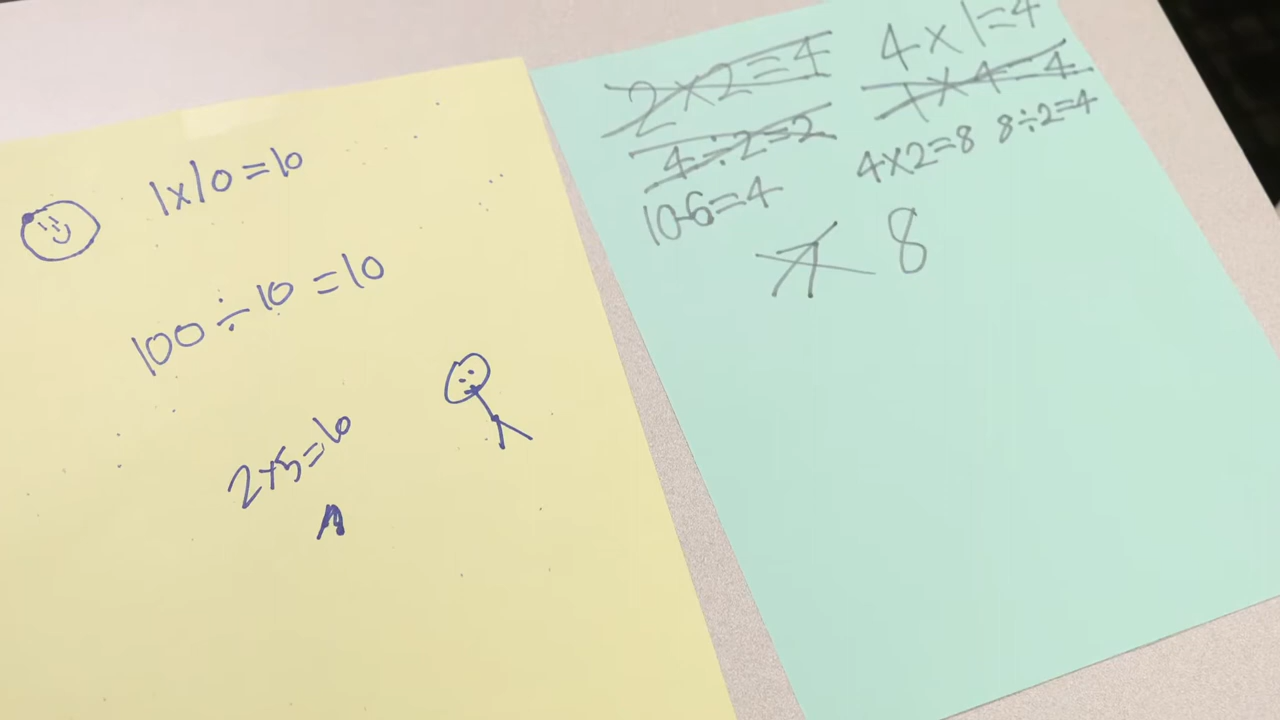 1x10=10
100÷10=10
2x5=10
2x2=4
4÷2=2
10-6=4
4x1=4
1x4=4
4x2=8 8÷2=4
8